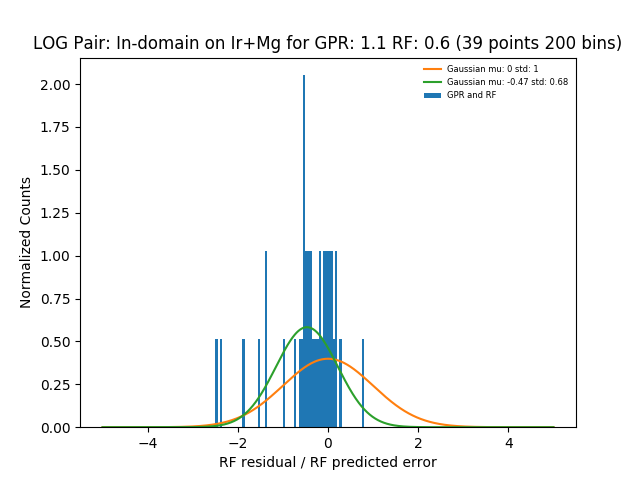 LOG Pair: In-domain on Ir+Mg for GPR: 1.1 RF: 0.6 (39 points 200 bins)
Gaussian mu: 0 std: 1
Gaussian mu: -0.47 std: 0.68
GPR and RF
Normalized Counts
2.00
1.75
1.50
1.25
1.00
0.75
0.50
0.25
0.00
−4
−2
0
2
4
RF residual / RF predicted error